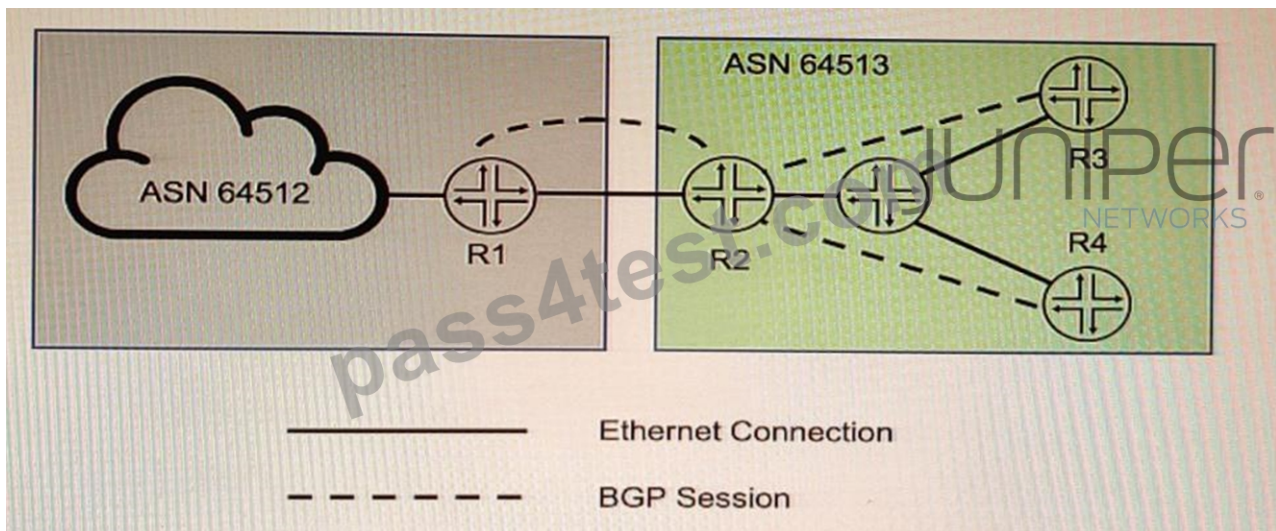 ASN 64513
ASN 64512
R1
R2
R3
R4
JUNIPER
NETWORKS
pass4test.com
Ethernet Connection
BGP Session